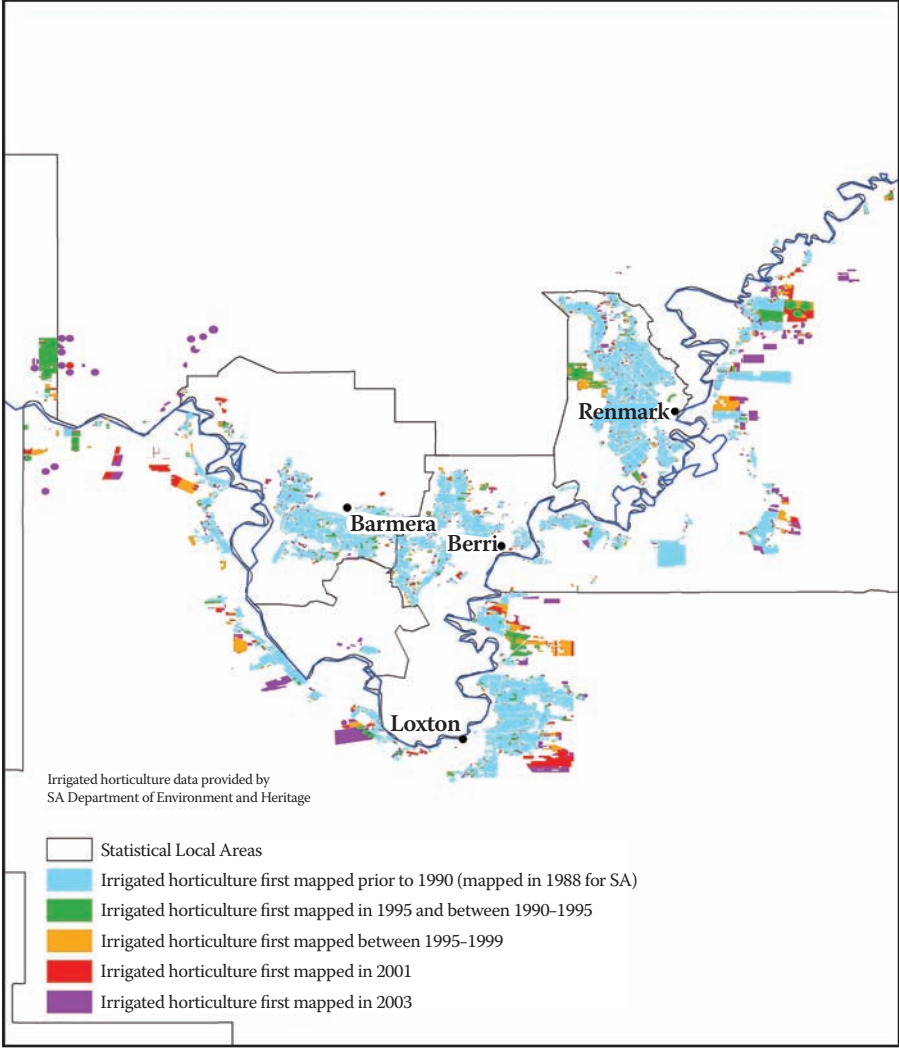 Renmark
Barmera
Berri
Loxton
Irrigated horticulture data provided by
SA Department of Environment and Heritage
Statistical Local Areas
Irrigated horticulture first mapped prior to 1990 (mapped in 1988 for SA)
Irrigated horticulture first mapped in 1995 and between 1990–1995
Irrigated horticulture first mapped between 1995–1999
Irrigated horticulture first mapped in 2001
Irrigated horticulture first mapped in 2003